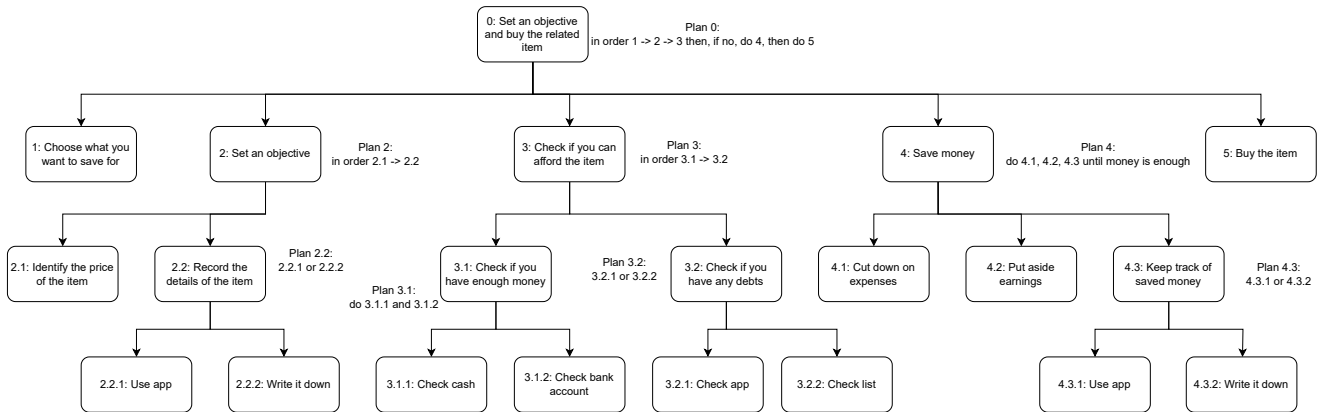 0: Set an objective
and buy the related
item
Plan 0:
in order 1 -> 2 -> 3 then, if no, do 4, then do 5
1: Choose what you
want to save for
2: Set an objective
Plan 2:
in order 2.1 -> 2.2
3: Check if you can
afford the item
Plan 3:
in order 3.1 -> 3.2
4: Save money
Plan 4:
do 4.1, 4.2, 4.3 until money is enough
5: Buy the item
2.1: Identify the price
of the item
2.2: Record the
details of the item
Plan 2.2:
2.2.1 or 2.2.2
Plan 3.1:
do 3.1.1 and 3.1.2
3.1: Check if you
have enough money
Plan 3.2:
3.2.1 or 3.2.2
3.2: Check if you
have any debts
4.1: Cut down on
expenses
4.2: Put aside
earnings
4.3: Keep track of
saved money
Plan 4.3:
4.3.1 or 4.3.2
2.2.1: Use app
2.2.2: Write it down
3.1.1: Check cash
3.1.2: Check bank
account
3.2.1: Check app
3.2.2: Check list
4.3.1: Use app
4.3.2: Write it down